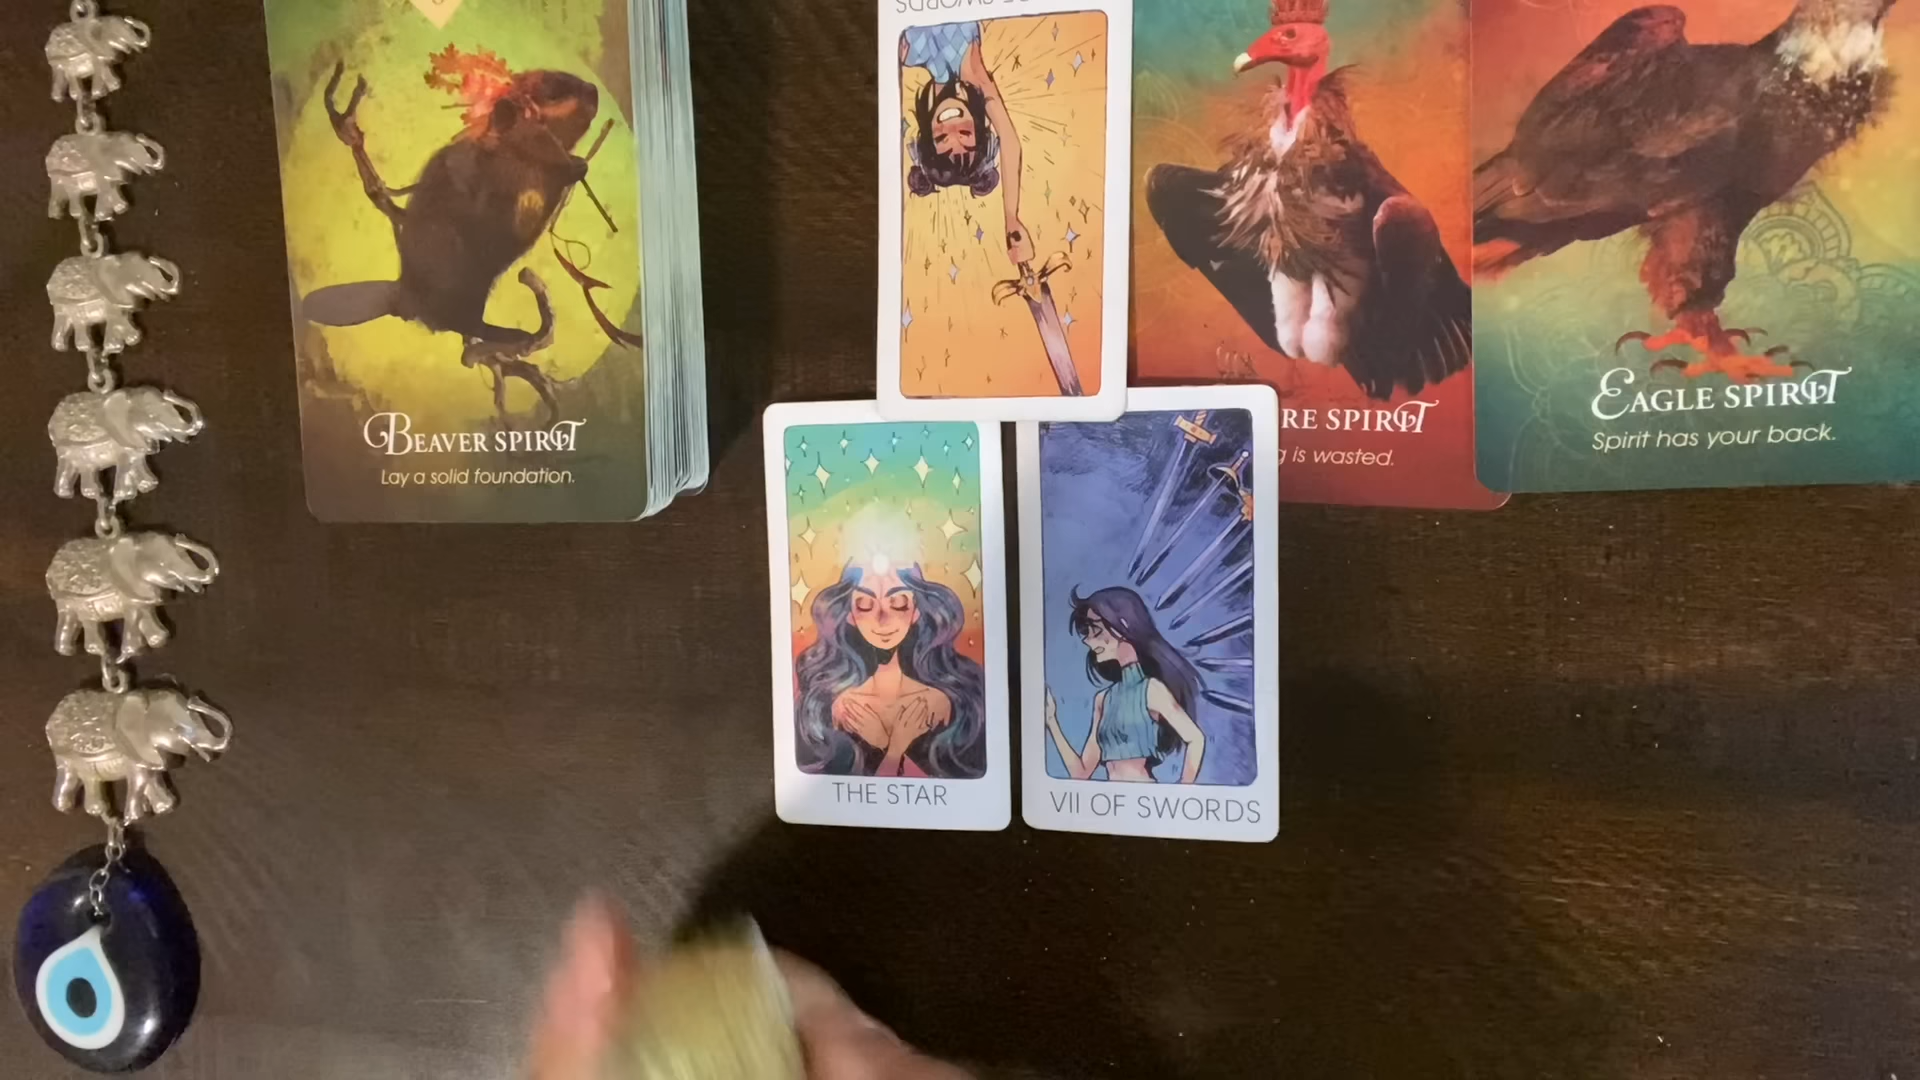 BEAVER SPIRIT
Lay a solid foundation.
SWORDS
RE SPIRIT
g is wasted.
EAGLE SPIRIT
Spirit has your back.
THE STAR
VII OF SWORDS